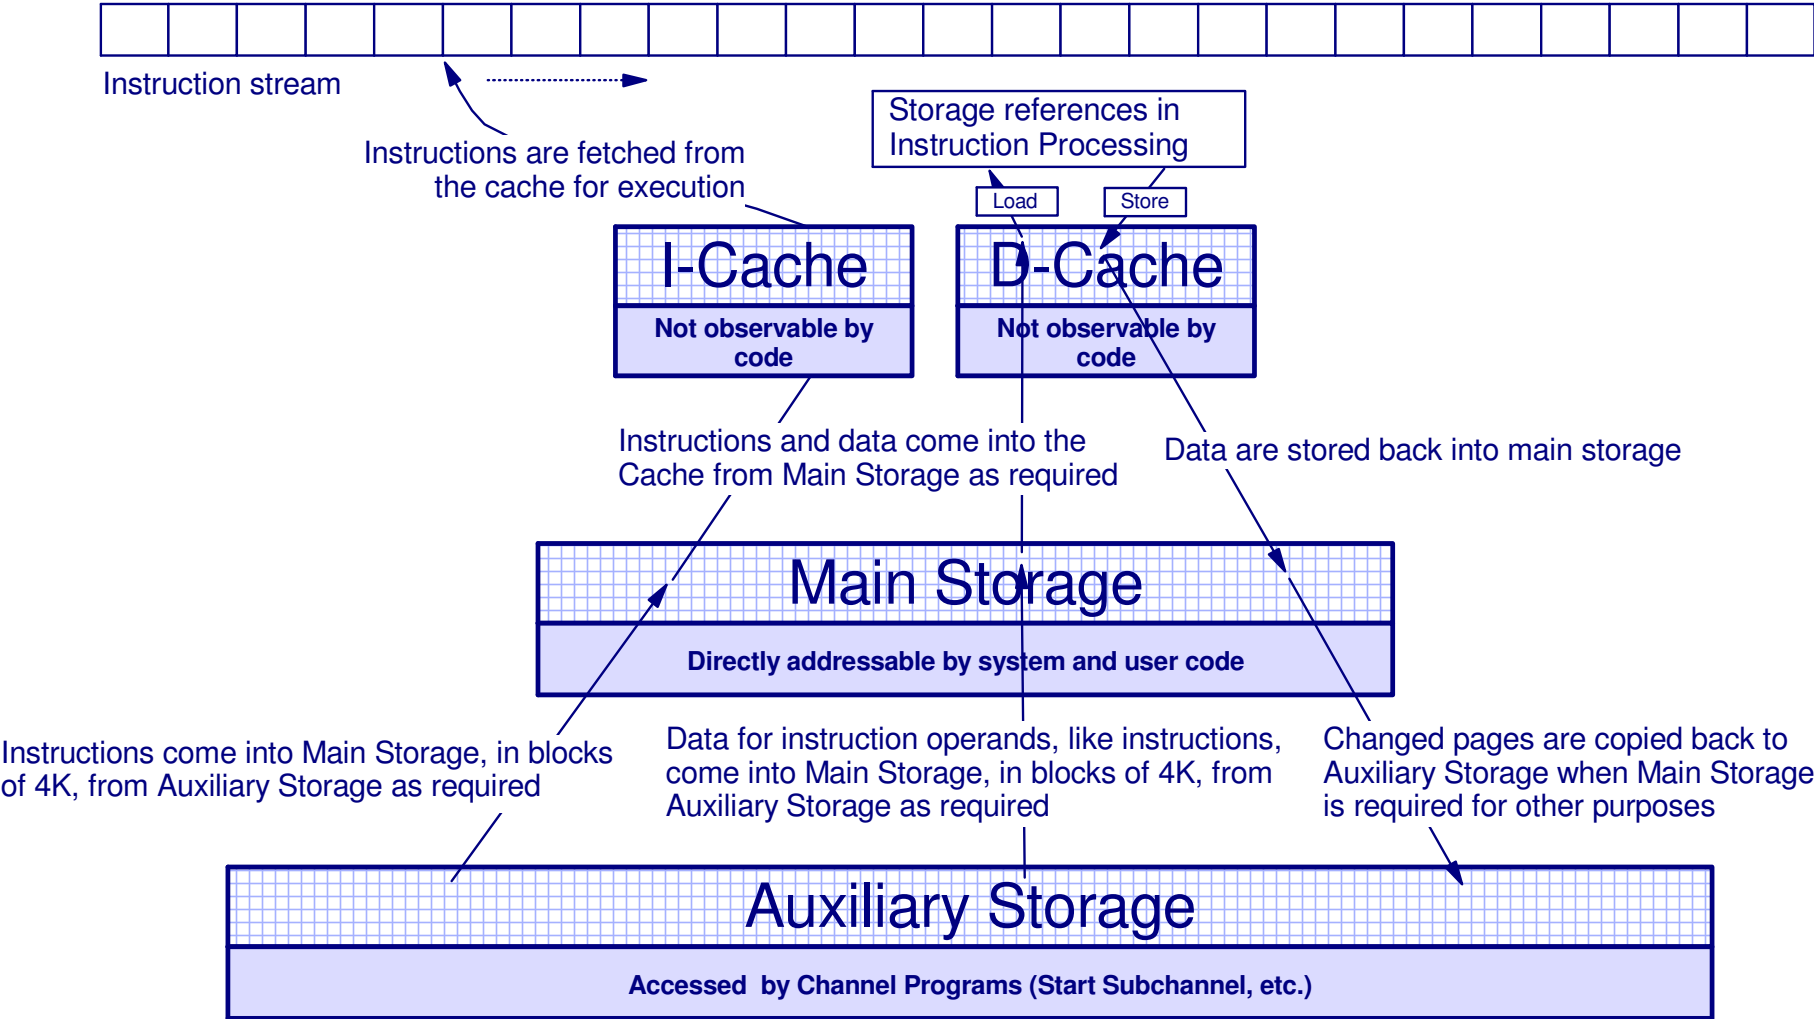 Instruction stream
Storage references in
Instruction Processing
Instructions are fetched from
the cache for execution
Load
Store
I-Cache
D-Cache
Not observable by
code
Not observable by
code
Instructions and data come into the
Cache from Main Storage as required
Data are stored back into main storage
Main Storage
Directly addressable by system and user code
Instructions come into Main Storage, in blocks
of 4K, from Auxiliary Storage as required
Data for instruction operands, like instructions,
come into Main Storage, in blocks of 4K, from
Auxiliary Storage as required
Changed pages are copied back to
Auxiliary Storage when Main Storage
is required for other purposes
Auxiliary Storage
Accessed by Channel Programs (Start Subchannel, etc.)